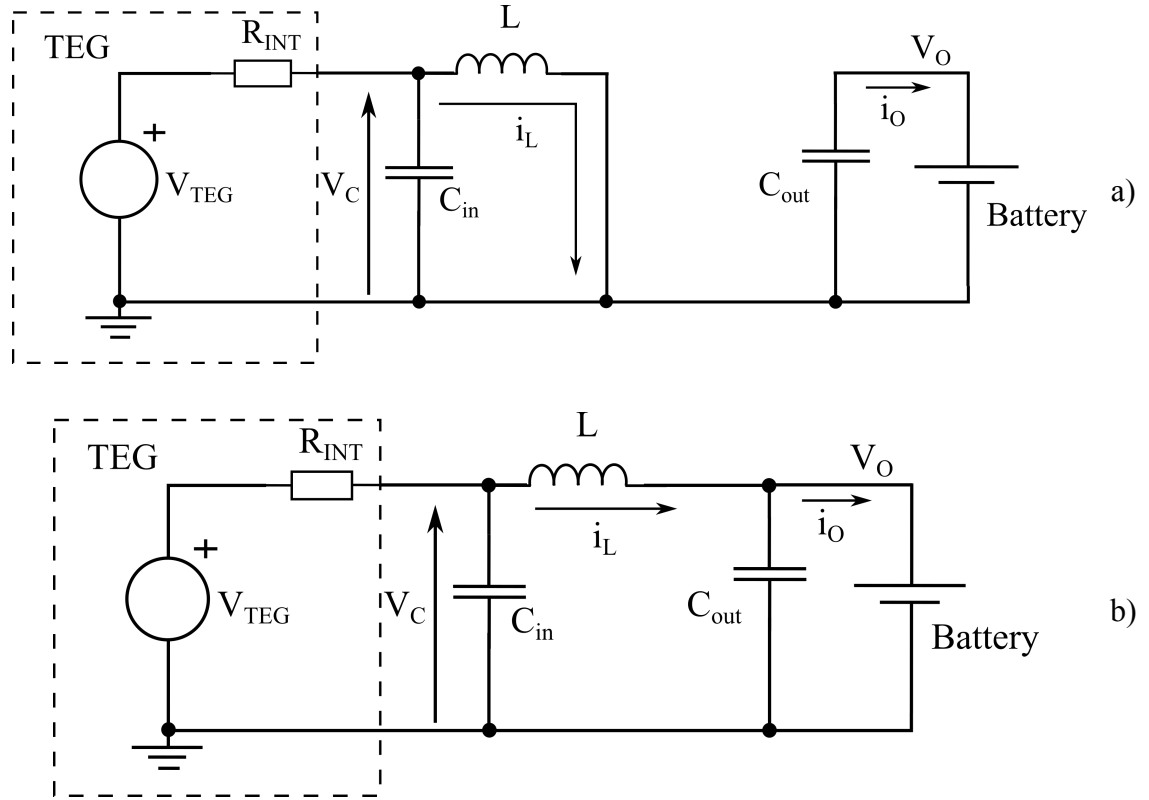 TEG
R_INT
L
V_O
+
i_O
i_L
V_TEG
V_C
C_in
C_out
Battery
a)
TEG
R_INT
L
V_O
+
i_O
i_L
V_TEG
V_C
C_in
C_out
Battery
b)